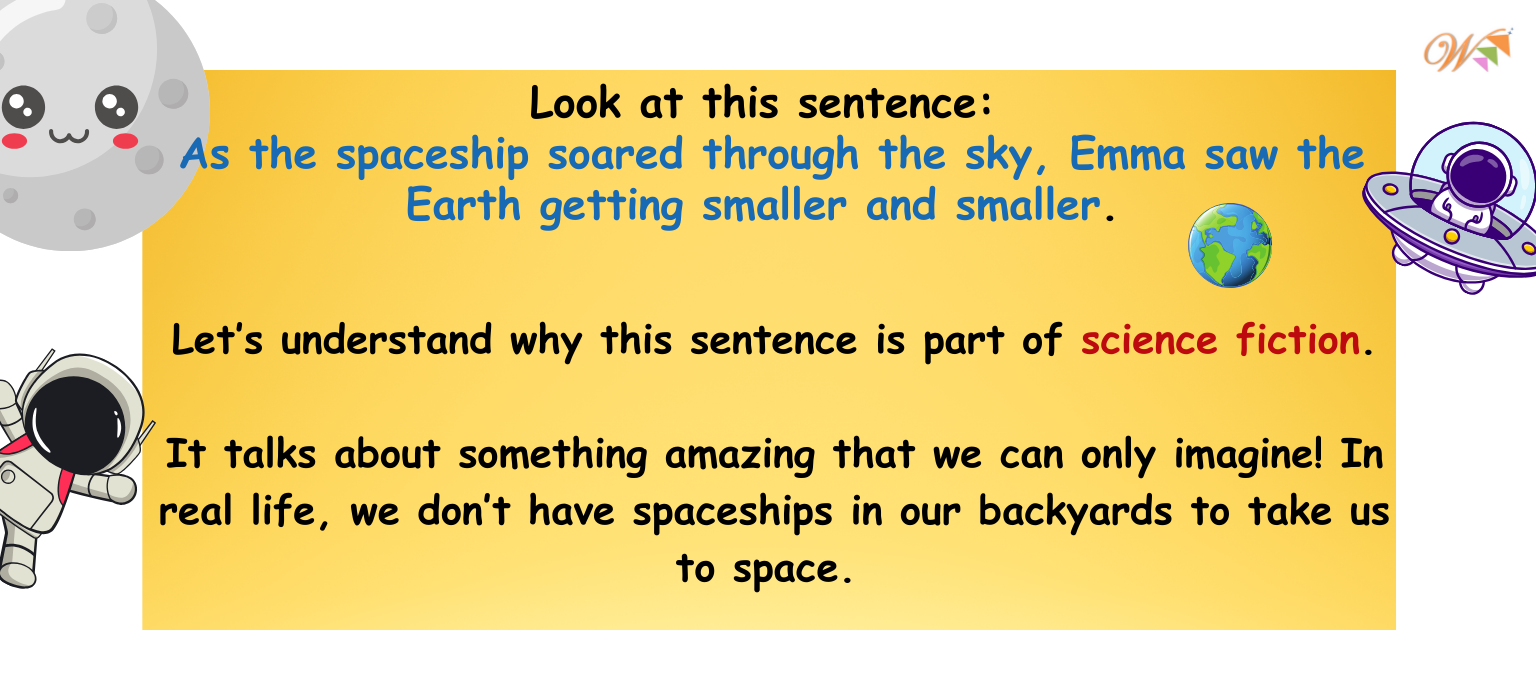 Look at this sentence:
As the spaceship soared through the sky, Emma saw the
Earth getting smaller and smaller.
Let’s understand why this sentence is part of science fiction.
It talks about something amazing that we can only imagine! In
real life, we don’t have spaceships in our backyards to take us
to space.
W